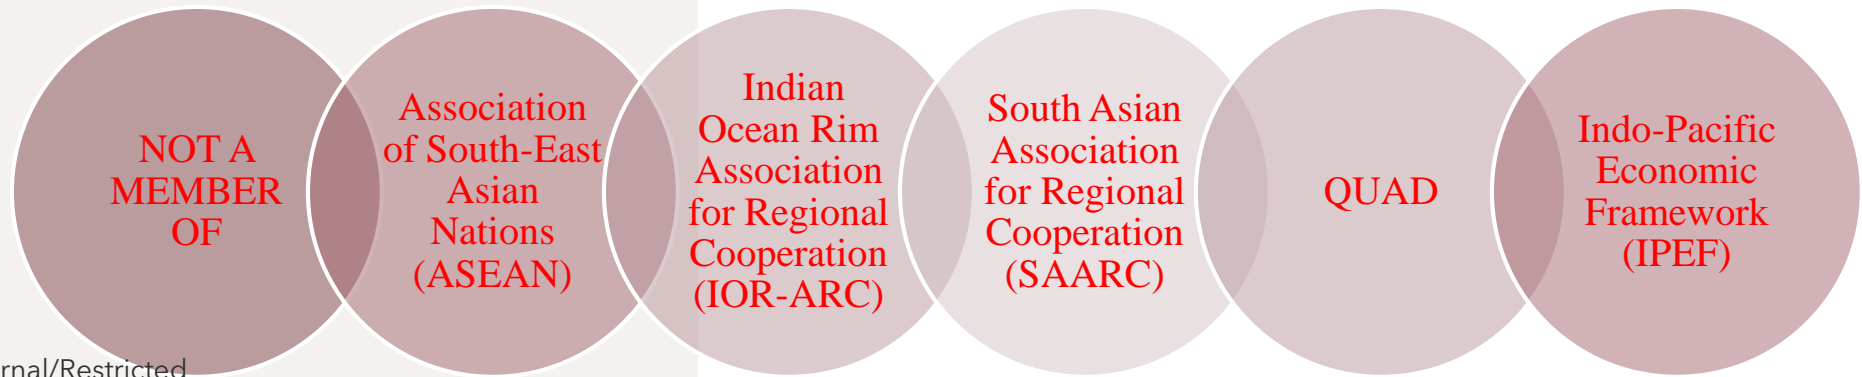 NOT A
MEMBER
OF
Association
of South-East
Asian
Nations
(ASEAN)
Indian
Ocean Rim
Association
for Regional
Cooperation
(IOR-ARC)
South Asian
Association
for Regional
Cooperation
(SAARC)
QUAD
Indo-Pacific
Economic
Framework
(IPEF)
rnal/Restricted